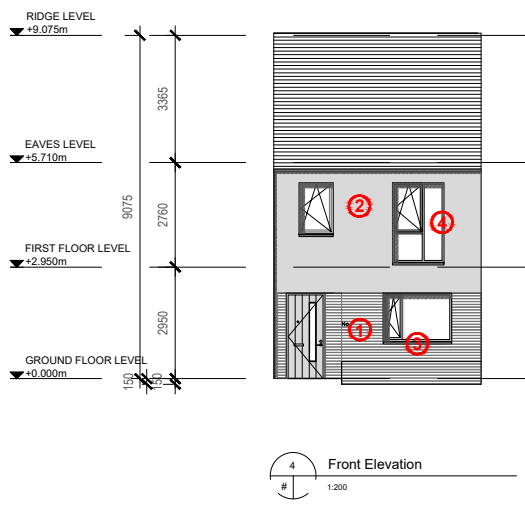 RIDGE LEVEL
+9.075m
3365
EAVES LEVEL
+5.710m
9075
2760
2
4
FIRST FLOOR LEVEL
+2.950m
2950
No
1
3
GROUND FLOOR LEVEL
+0.000m
150
150
4
Front Elevation
#
1:200